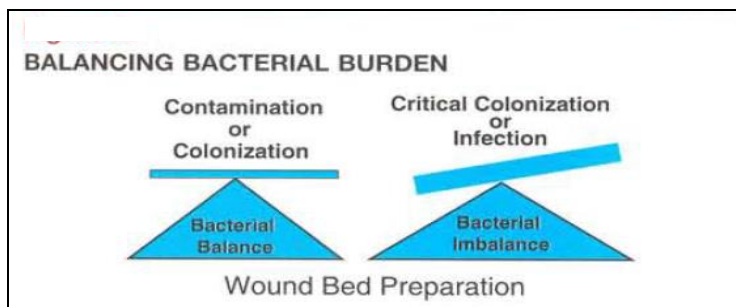 BALANCING BACTERIAL BURDEN
Contamination
or
Colonization
Critical Colonization
or
Infection
Bacterial
Balance
Bacterial
Imbalance
Wound Bed Preparation